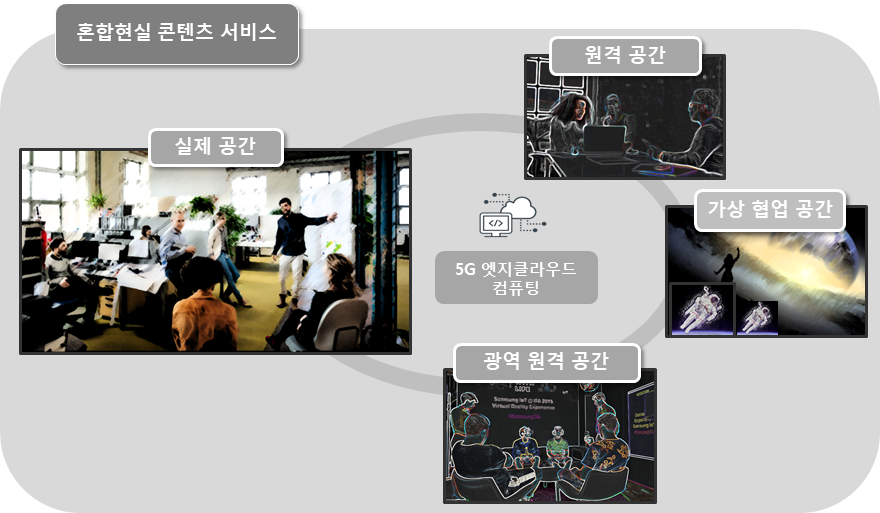 혼합현실 콘텐츠 서비스
원격 공간
실제 공간
가상 협업 공간
</>
5G 엣지클라우드
컴퓨팅
광역 원격 공간
Samsung IoT @ IFA 2015
Virtual Reality Experience